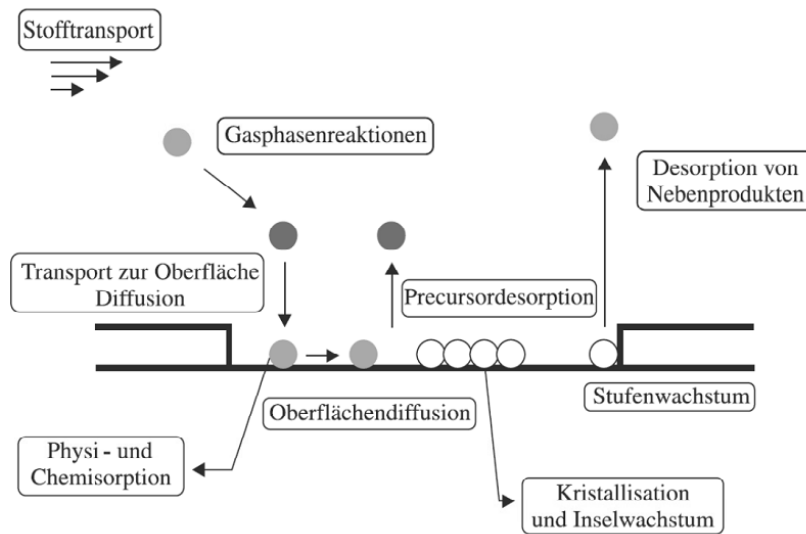 Stofftransport
Gasphasenreaktionen
Desorption von
Nebenprodukten
Transport zur Oberfläche
Diffusion
Precursordesorption
Oberflächendiffusion
Stufenwachstum
Physi - und
Chemisorption
Kristallisation
und Inselwachstum